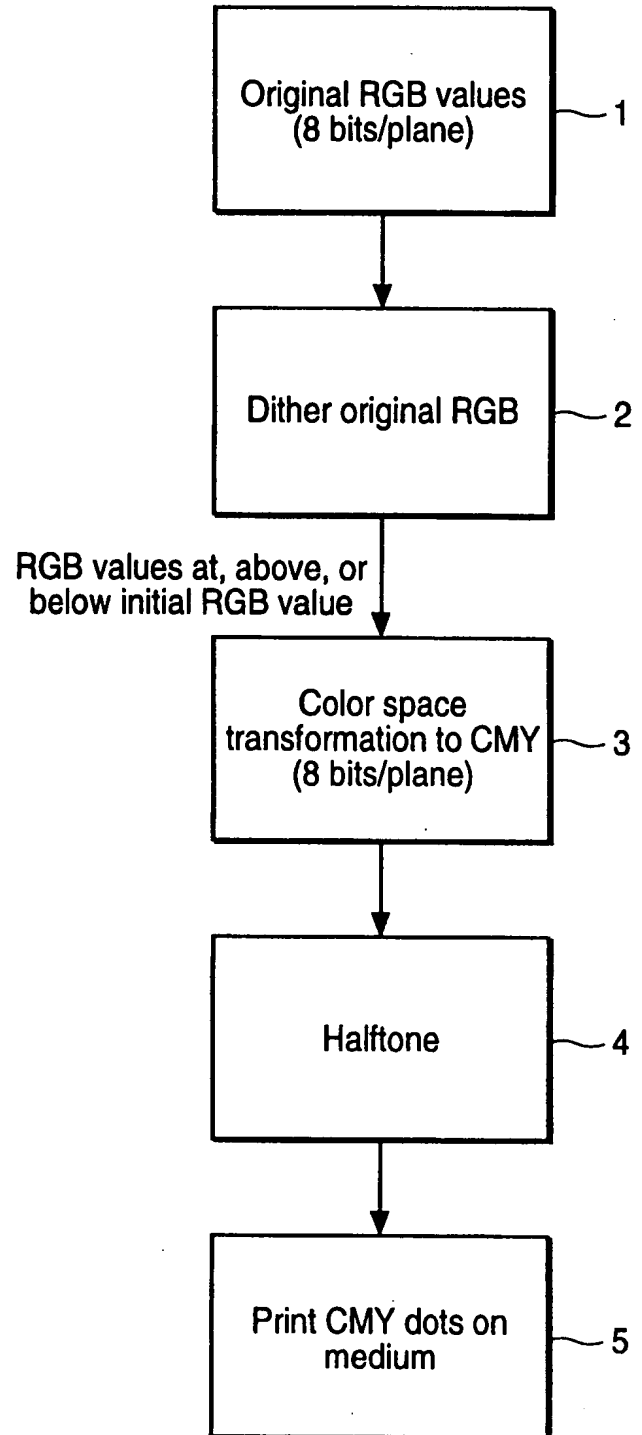 Original RGB values
(8 bits/plane)
1
Dither original RGB
2
RGB values at, above, or
below initial RGB value
Color space
transformation to CMY
(8 bits/plane)
3
Halftone
4
Print CMY dots on
medium
5